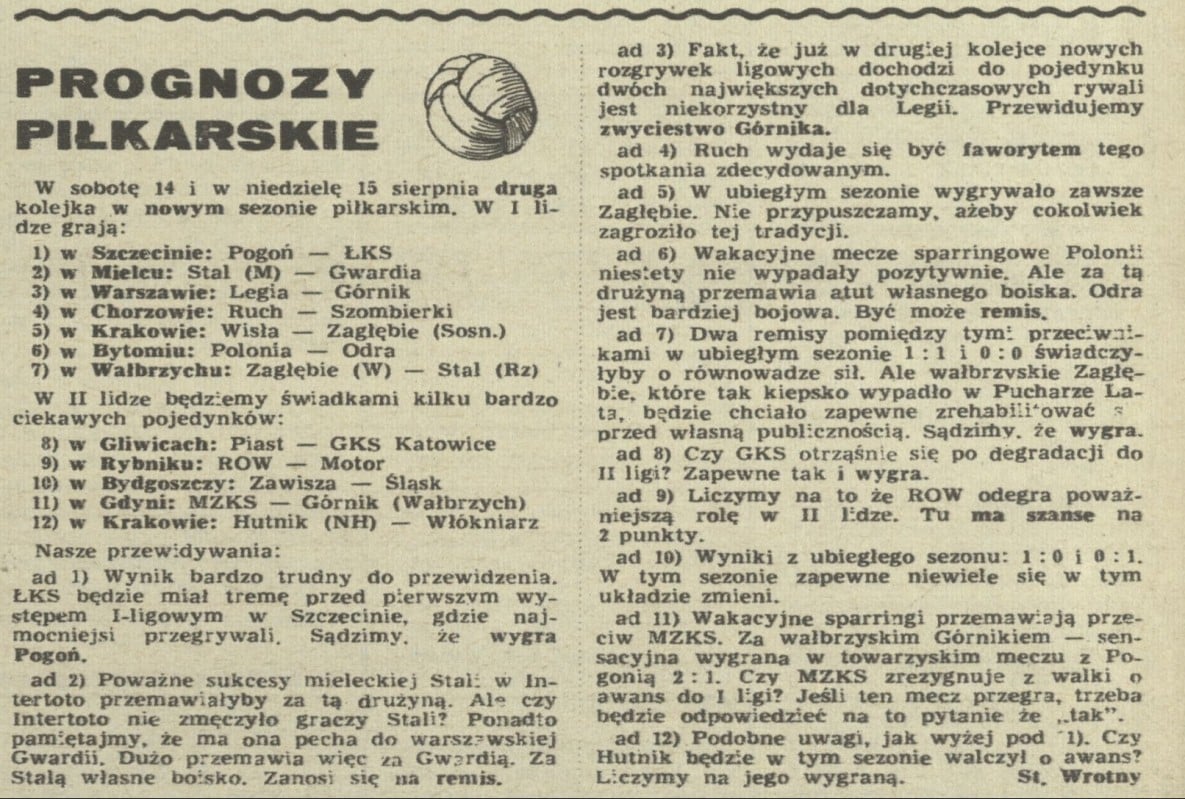 PROGNOZY
PIŁKARSKIE
W sobotę 14 i w niedzielę 15 sierpnia druga
kolejka w nowym sezonie piłkarskim. W I li-
dze grają:
1) w Szczecinie: Pogoń — ŁKS
2) w Mielcu: Stal (M) — Gwardia
3) w Warszawie: Legia — Górnik
4) w Chorzowie: Ruch — Szombierki
5) w Krakowie: Wisła — Zagłębie (Sosn.)
6) w Bytomiu: Polonia — Odra
7) w Wałbrzychu: Zagłębie (W) — Stal (Rz)
W II lidze będziemy świadkami kilku bardzo
ciekawych pojedynków:
8) w Gliwicach: Piast — GKS Katowice
9) w Rybniku: ROW — Motor
10) w Bydgoszczy: Zawisza — Śląsk
11) w Gdyni: MZKS — Górnik (Wałbrzych)
12) w Krakowie: Hutnik (NH) — Włókniarz
Nasze przewidywania:
ad 1) Wynik bardzo trudny do przewidzenia.
ŁKS będzie miał tremę przed pierwszym wy-
stępem I-ligowym w Szczecinie, gdzie naj-
mocniejsi przegrywali. Sądzimy, że wygra
Pogoń.
ad 2) Poważne sukcesy mieleckiej Stali w In-
tertoto przemawiałyby za tą drużyną. Ale czy
Intertoto nie zmęczyło graczy Stali? Ponadto
pamiętajmy, że ma ona pecha do warszawskiej
Gwardii. Dużo przemawia więc za Gwardią. Za
Stalą własne boisko. Zanosi się na remis.
ad 3) Fakt, że już w drugiej kolejce nowych
rozgrywek ligowych dochodzi do pojedynku
dwóch największych dotychczasowych rywali
jest niekorzystny dla Legii. Przewidujemy
zwyciestwo Górnika.
ad 4) Ruch wydaje się być faworytem tego
spotkania zdecydowanym.
ad 5) W ubiegłym sezonie wygrywało zawsze
Zagłębie. Nie przypuszczamy, ażeby cokolwiek
zagroziło tej tradycji.
ad 6) Wakacyjne mecze sparringowe Polonii
niestety nie wypadały pozytywnie. Ale za tą
drużyną przemawia atut własnego boiska. Odra
jest bardziej bojowa. Być może remis.
ad 7) Dwa remisy pomiędzy tymi przeciwni-
kami w ubiegłym sezonie 1 : 1 i 0 : 0 świadczy-
łyby o równowadze sił. Ale wałbrzyskie Zagłę-
bie, które tak kiepsko wypadło w Pucharze La-
ta, będzie chciało zapewne zrehabilitować
przed własną publicznością. Sądzimy, że wygra.
ad 8) Czy GKS otrząśnie się po degradacji do
II ligi? Zapewne tak i wygra.
ad 9) Liczymy na to że ROW odegra poważ-
niejszą rolę w II lidze. Tu ma szanse na
2 punkty.
ad 10) Wyniki z ubiegłego sezonu: 1 : 0 i 0 : 1.
W tym sezonie zapewne niewiele się w tym
układzie zmieni.
ad 11) Wakacyjne sparringi przemawiają prze-
ciw MZKS. Za wałbrzyskim Górnikiem — sen-
sacyjna wygrana w towarzyskim meczu z Po-
gonią 2 : 1. Czy MZKS zrezygnuje z walki o
awans do I ligi? Jeśli ten mecz przegra, trzeba
będzie odpowiedzieć na to pytanie że „tak”.
ad 12) Podobne uwagi, jak wyżej pod 11). Czy
Hutnik będzie w tym sezonie walczył o awans?
Liczymy na jego wygraną. St. Wrotny